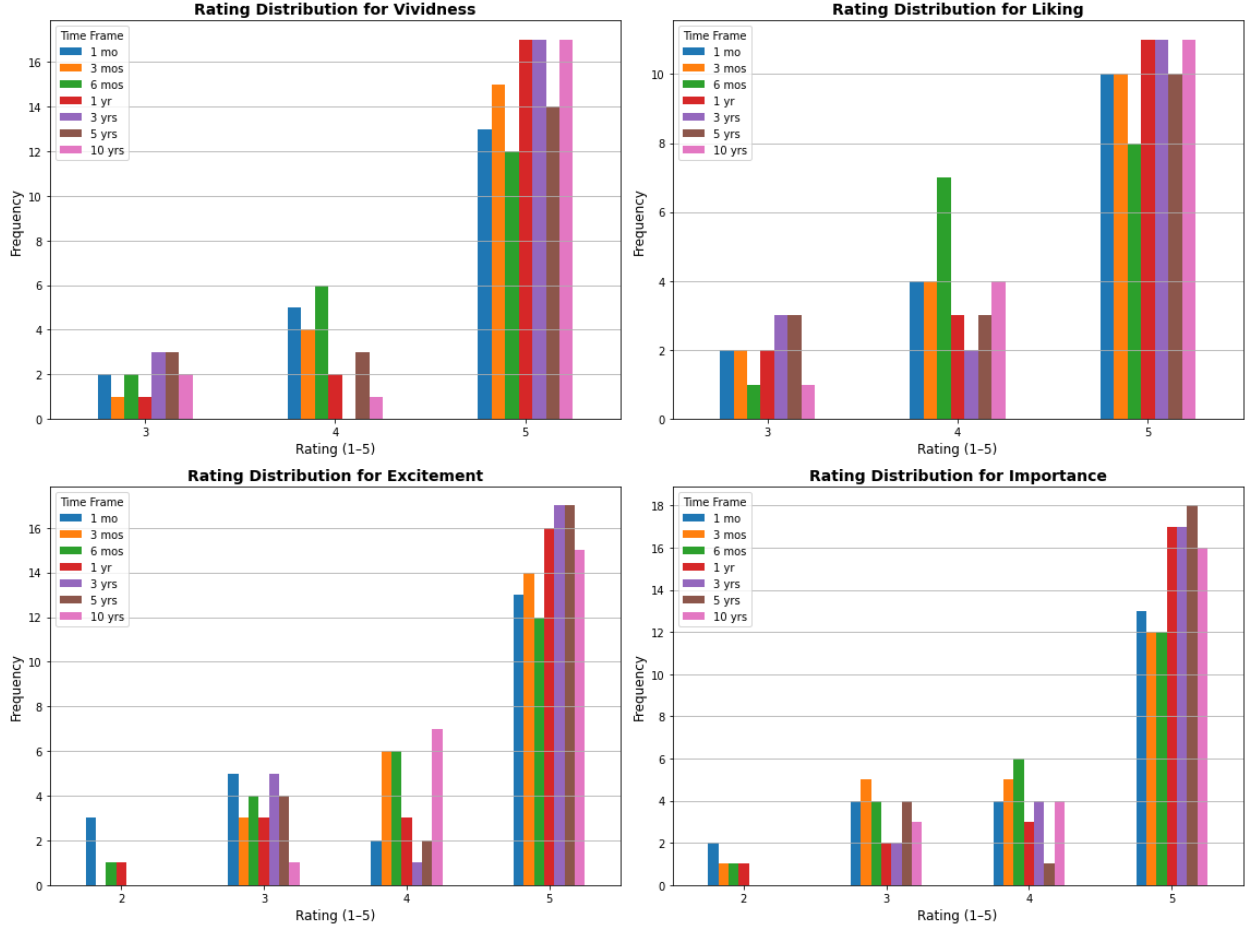 Rating Distribution for Vividness
Time Frame
1 mo
3 mos
6 mos
1 yr
3 yrs
5 yrs
10 yrs
16
14
12
10
8
6
4
2
0
Frequency
3 4 5
Rating (1–5)
Rating Distribution for Liking
Time Frame
1 mo
3 mos
6 mos
1 yr
3 yrs
5 yrs
10 yrs
10
8
6
4
2
0
Frequency
3 4 5
Rating (1–5)
Rating Distribution for Excitement
Time Frame
1 mo
3 mos
6 mos
1 yr
3 yrs
5 yrs
10 yrs
16
14
12
10
8
6
4
2
0
Frequency
2 3 4 5
Rating (1–5)
Rating Distribution for Importance
Time Frame
1 mo
3 mos
6 mos
1 yr
3 yrs
5 yrs
10 yrs
18
16
14
12
10
8
6
4
2
0
Frequency
2 3 4 5
Rating (1–5)